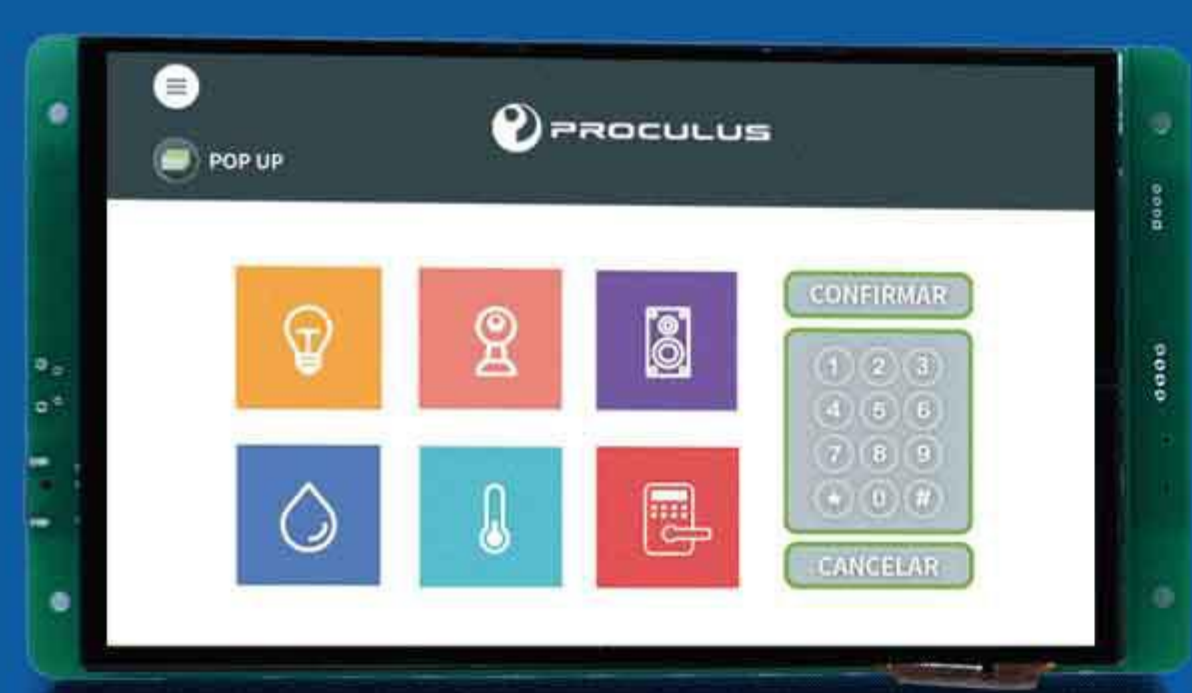 PROCULUS
POP UP
CONFIRMAR
1 2 3
4 5 6
7 8 9
* 0 #
CANCELAR